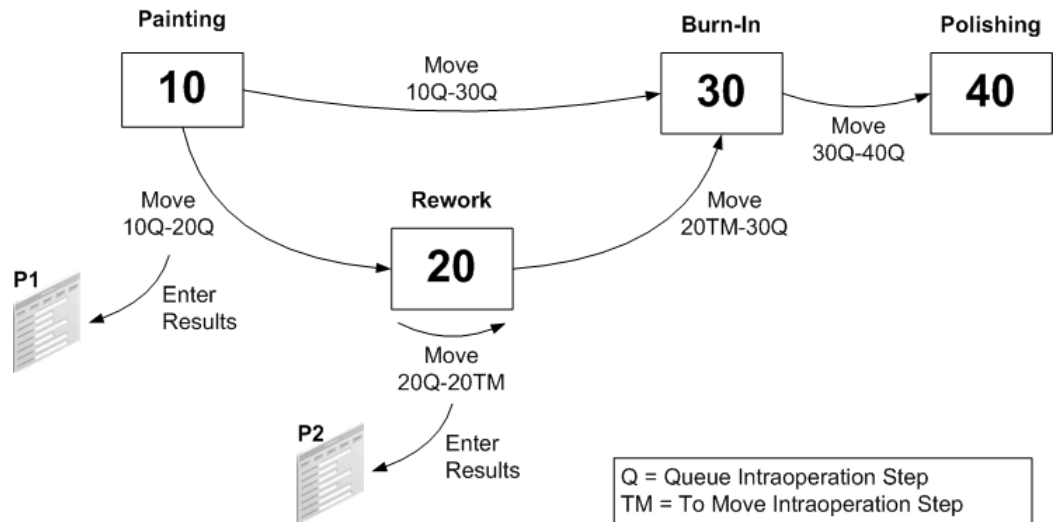 Painting
10
Move
10Q-30Q
Burn-In
30
Polishing
40
Move
30Q-40Q
Move
10Q-20Q
Rework
20
Move
20TM-30Q
P1
Enter
Results
Move
20Q-20TM
P2
Enter
Results
Q = Queue Intraoperation Step
TM = To Move Intraoperation Step